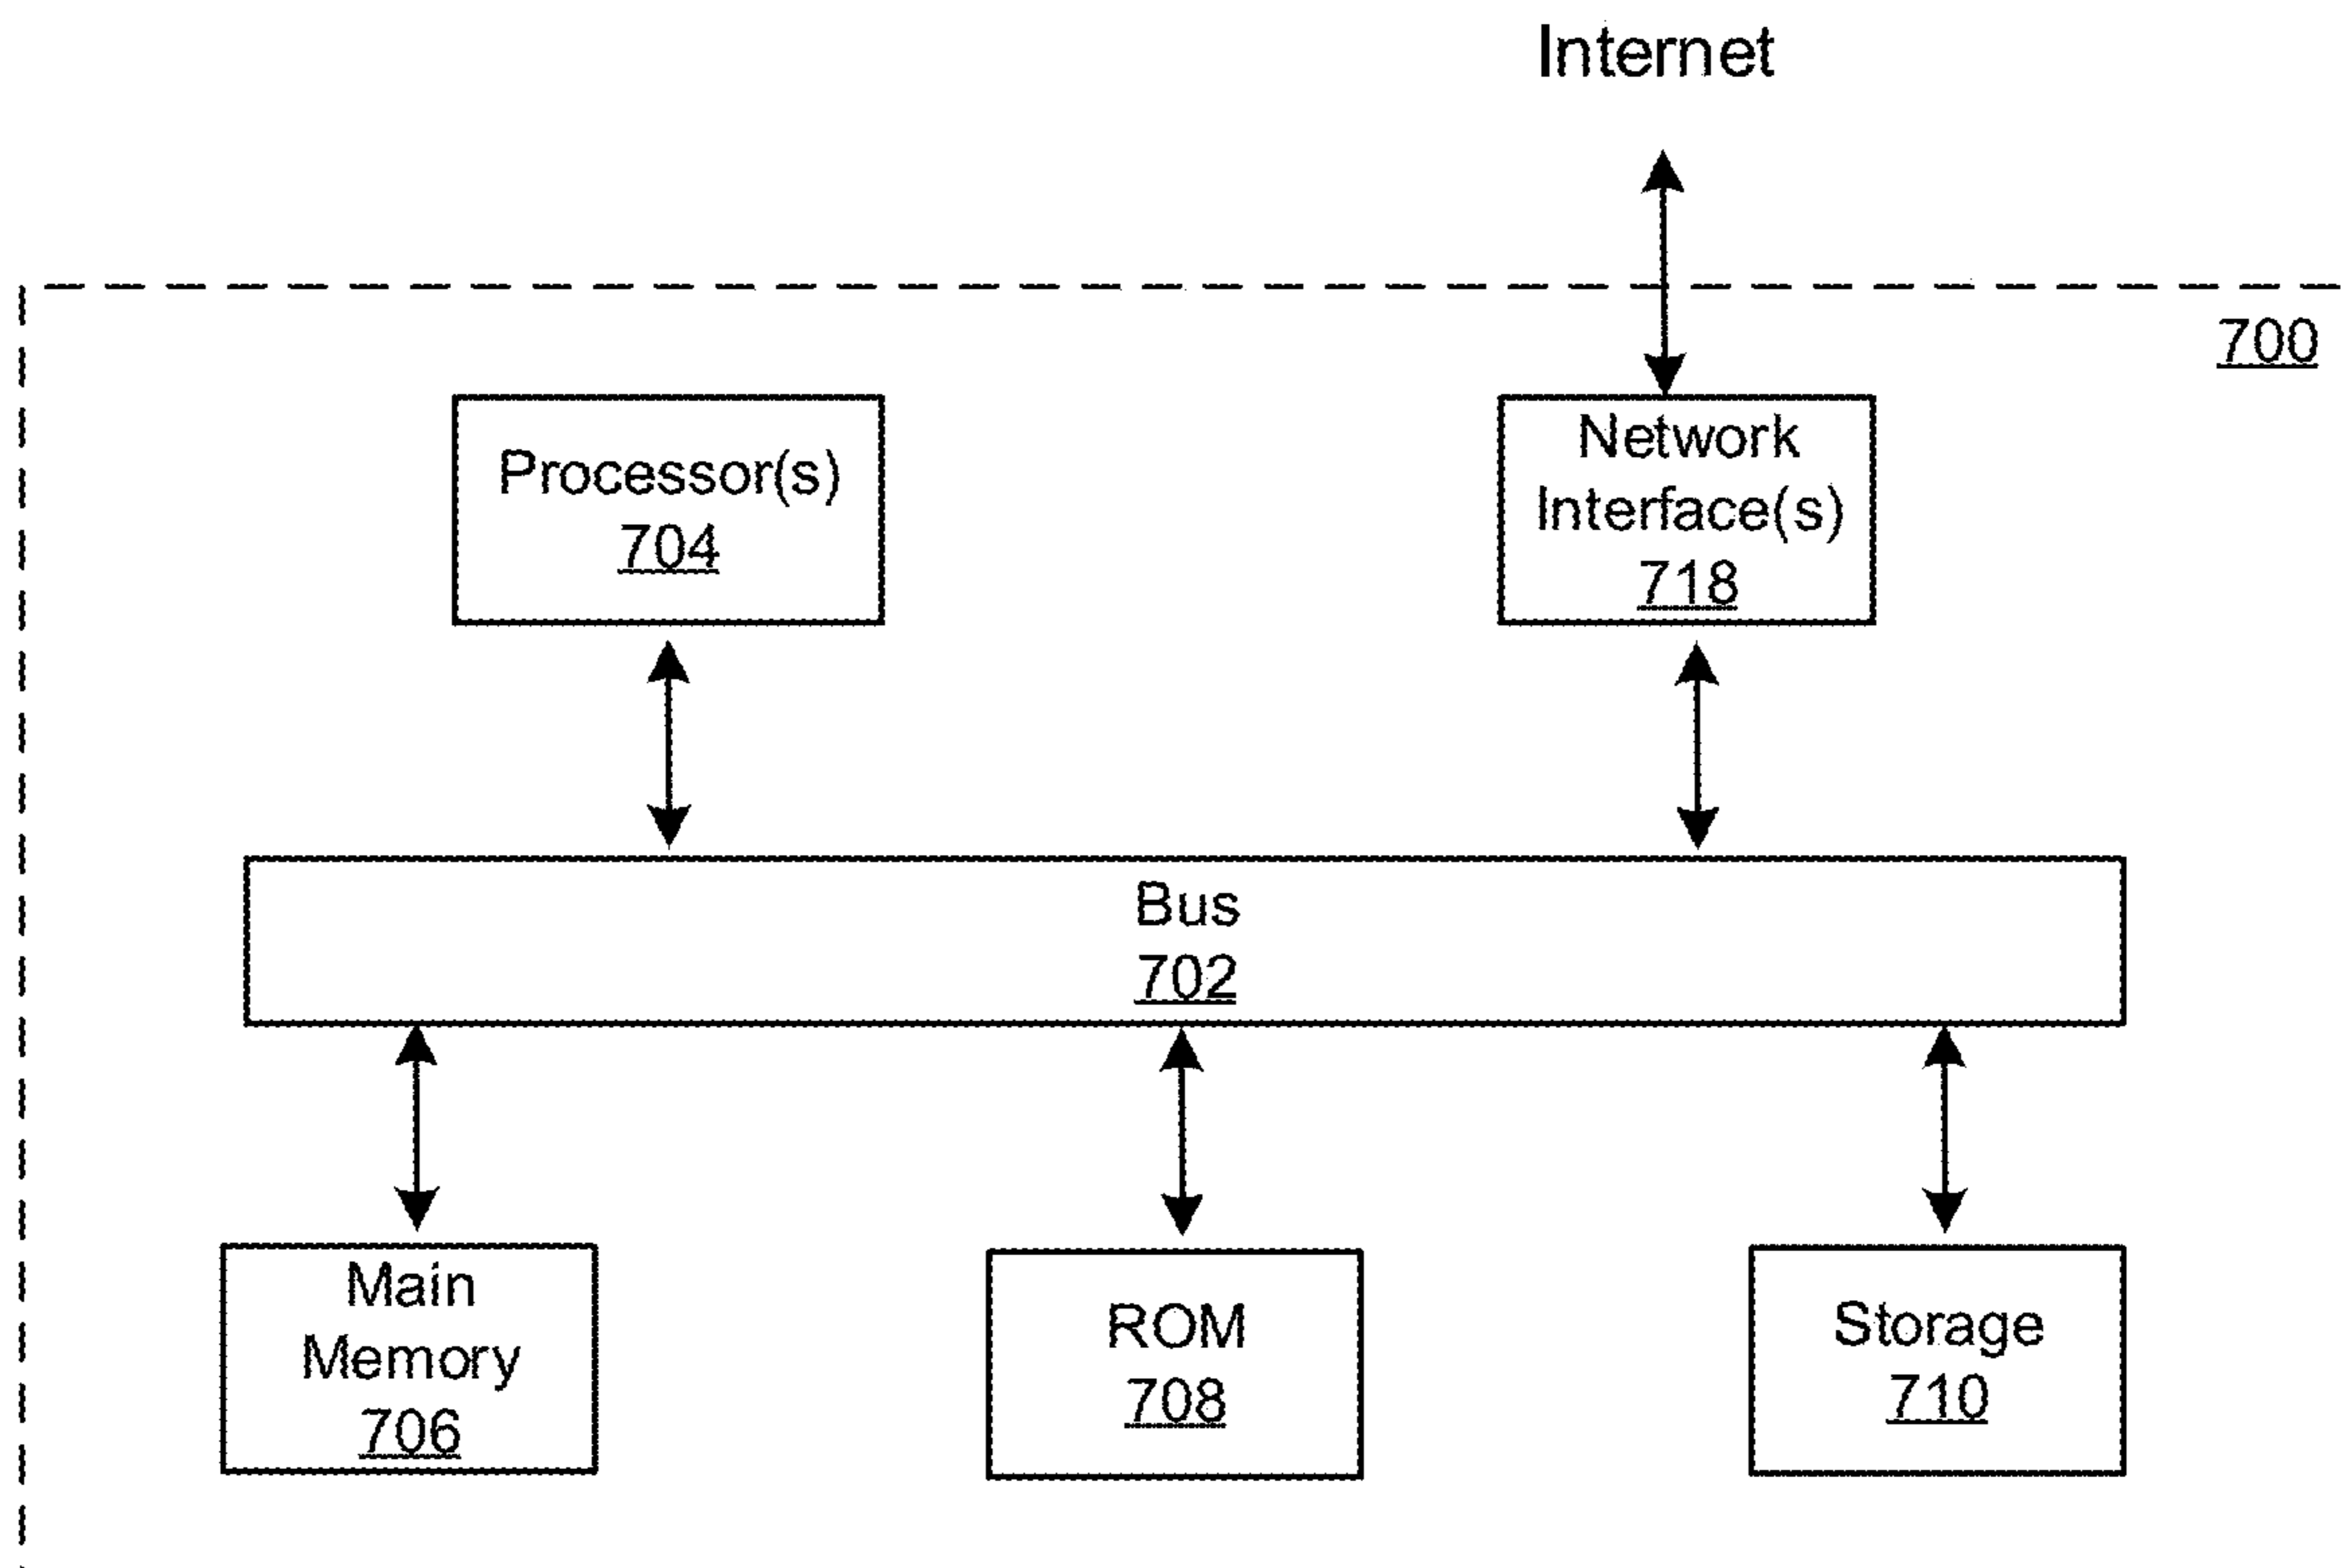 Internet
700
Processor(s)
704
Network
Interface(s)
718
Bus
702
Main
Memory
706
ROM
708
Storage
710